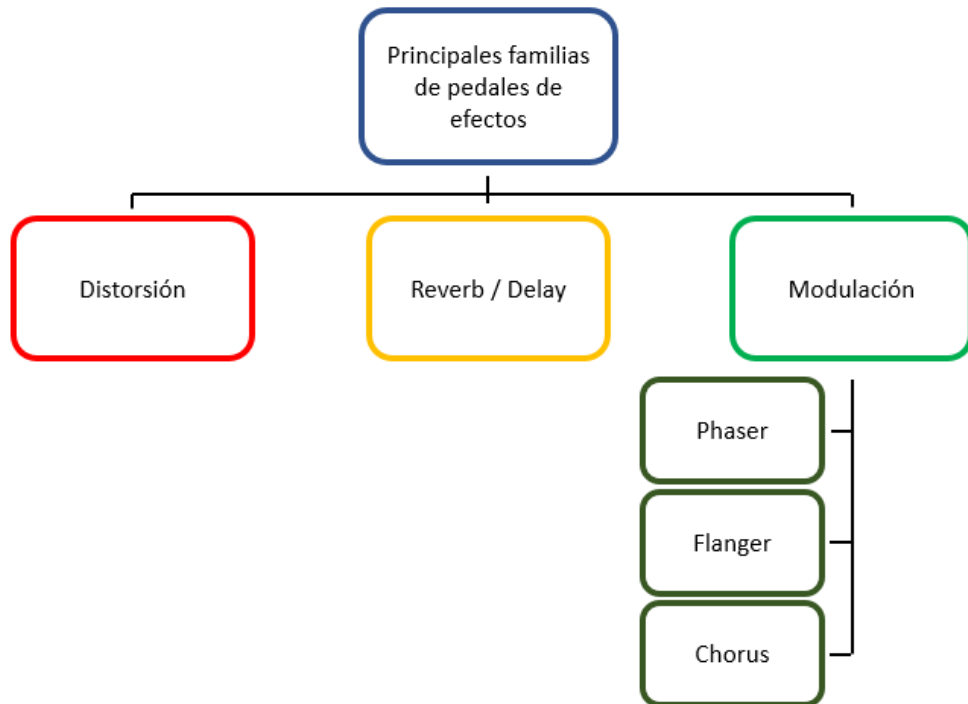 Principales familias
de pedales de
efectos
Distorsión
Reverb / Delay
Modulación
Phaser
Flanger
Chorus